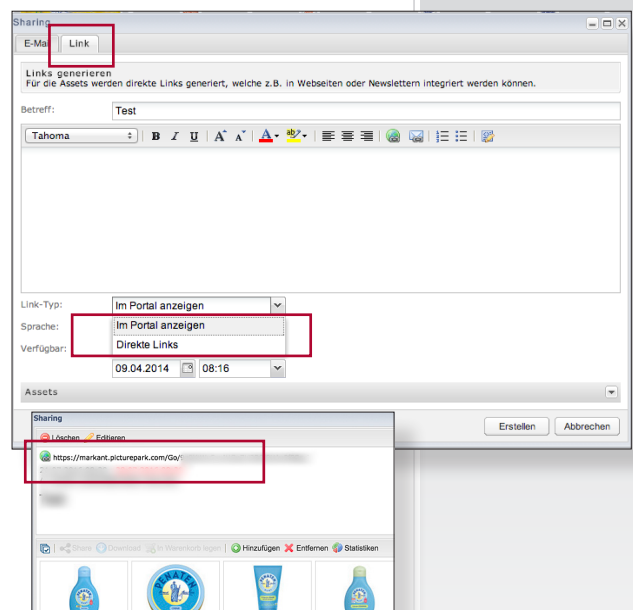 Sharing
E-Mail Link
Links generieren
Für die Assets werden direkte Links generiert, welche z.B. in Webseiten oder Newslettern integriert werden können.
Betreff: Test
Tahoma B I U A A A ab
Link-Typ: Im Portal anzeigen
Sprache: Im Portal anzeigen
Direkte Links
Verfügbar:
09.04.2014 08:16
Assets
Erstellen Abbrechen
Sharing
Löschen Editieren
https://markant.picturepark.com/Go/
Share Download In Warenkorb legen Hinzufügen Entfernen Statistiken
PENATEN